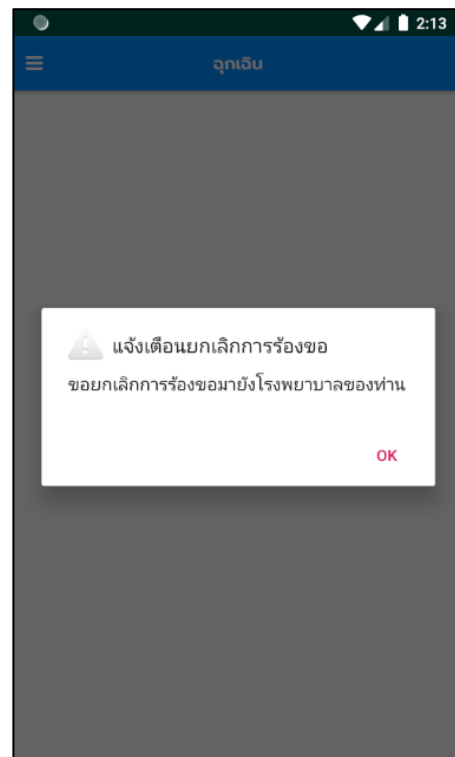 2:13
ฉุกเฉิน
แจ้งเตือนยกเลิกการร้องขอ
ขอยกเลิกการร้องขอมายังโรงพยาบาลของท่าน
OK